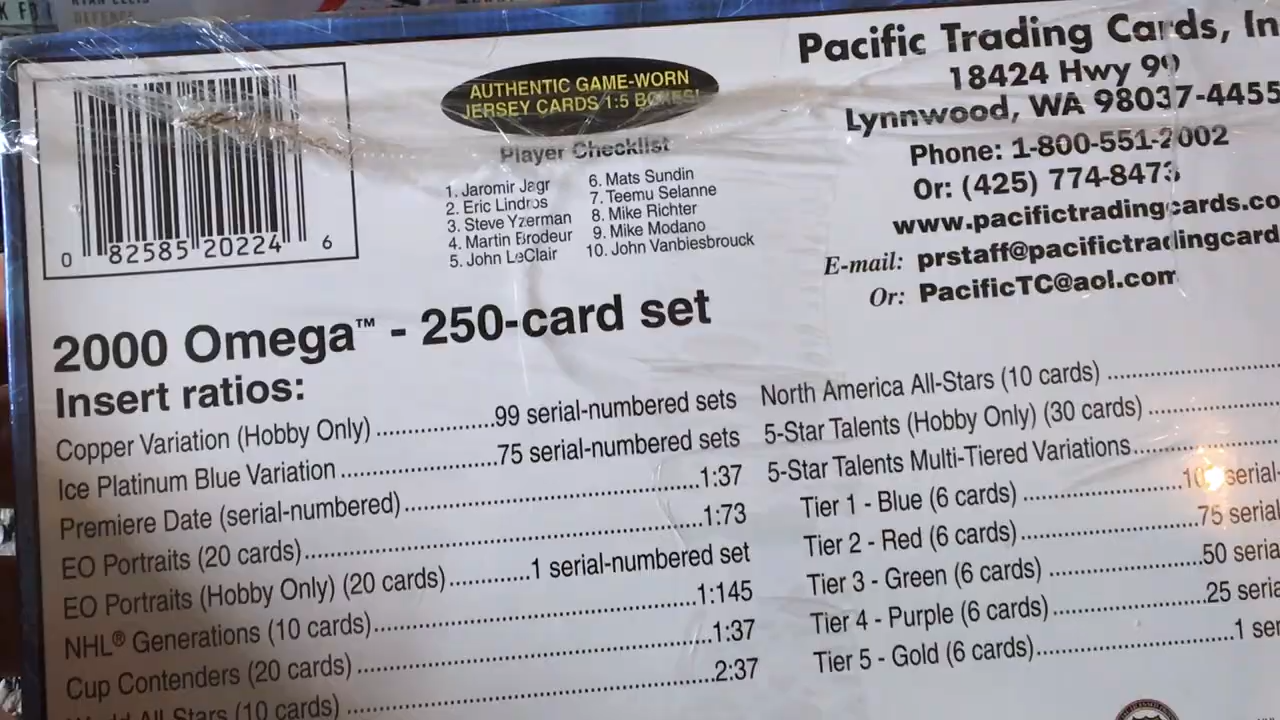 AUTHENTIC GAME-WORN
JERSEY CARDS 1:5 BOXES!
Player Checklist
1. Jaromir Jagr
2. Eric Lindros
3. Steve Yzerman
4. Martin Brodeur
5. John LeClair
6. Mats Sundin
7. Teemu Selanne
8. Mike Richter
9. Mike Modano
10. John Vanbiesbrouck
Pacific Trading Cards, In
18424 Hwy 99
Lynnwood, WA 98037-4455
Phone: 1-800-551-2002
Or: (425) 774-8473
www.pacifictradingcards.co
E-mail: prstaff@pacifictradingcard
Or: PacificTC@aol.com
0 82585 20224 6
2000 Omega™ - 250-card set
Insert ratios:
Copper Variation (Hobby Only) ..................99 serial-numbered sets
Ice Platinum Blue Variation ........................75 serial-numbered sets
Premiere Date (serial-numbered)..............................................1:37
EO Portraits (20 cards)..............................................................1:73
EO Portraits (Hobby Only) (20 cards).............1 serial-numbered set
NHL® Generations (10 cards)..................................................1:145
Cup Contenders (20 cards) .......................................................1:37
All Stars (10 cards) ..............................................................2:37
North America All-Stars (10 cards) ..........................
5-Star Talents (Hobby Only) (30 cards) ....................
5-Star Talents Multi-Tiered Variations......................
Tier 1 - Blue (6 cards) .........................serial-
Tier 2 - Red (6 cards) ............................75 serial
Tier 3 - Green (6 cards) .........................50 seria
Tier 4 - Purple (6 cards) ........................25 seria
Tier 5 - Gold (6 cards)..............................1 ser